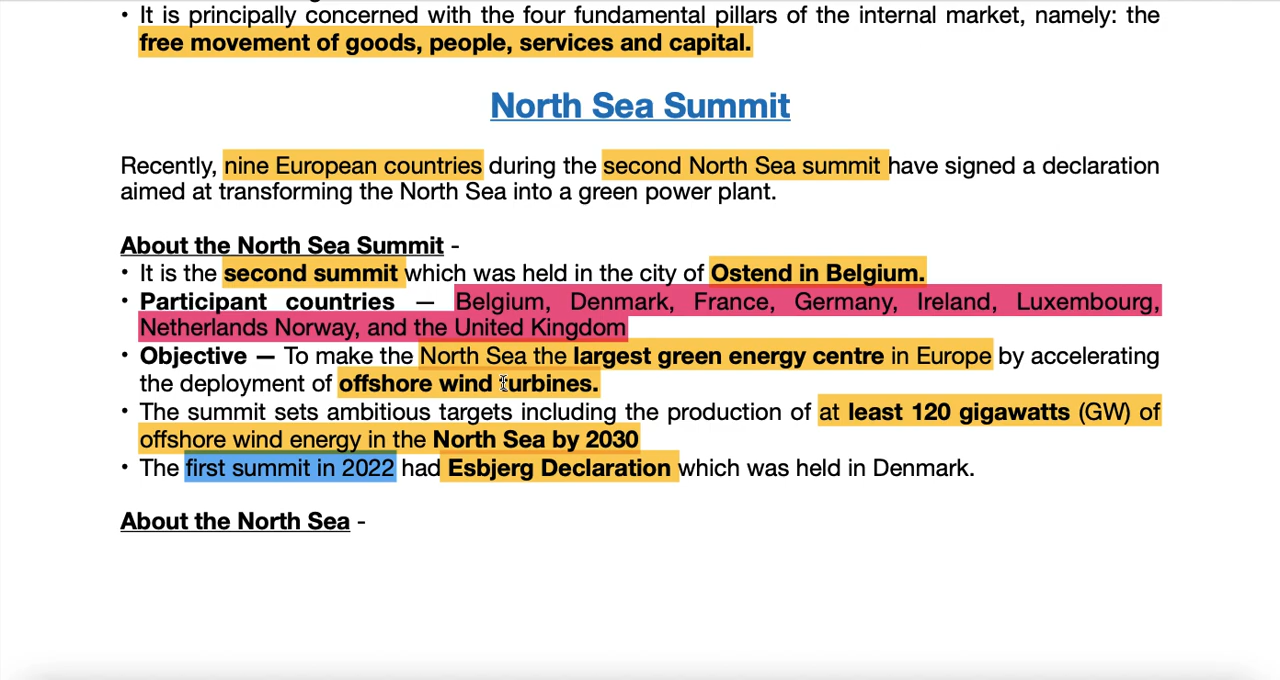 • It is principally concerned with the four fundamental pillars of the internal market, namely: the
free movement of goods, people, services and capital.
North Sea Summit
Recently, nine European countries during the second North Sea summit have signed a declaration
aimed at transforming the North Sea into a green power plant.
About the North Sea Summit -
• It is the second summit which was held in the city of Ostend in Belgium.
• Participant countries — Belgium, Denmark, France, Germany, Ireland, Luxembourg,
Netherlands Norway, and the United Kingdom
• Objective — To make the North Sea the largest green energy centre in Europe by accelerating
the deployment of offshore wind turbines.
• The summit sets ambitious targets including the production of at least 120 gigawatts (GW) of
offshore wind energy in the North Sea by 2030
• The first summit in 2022 had Esbjerg Declaration which was held in Denmark.
About the North Sea -